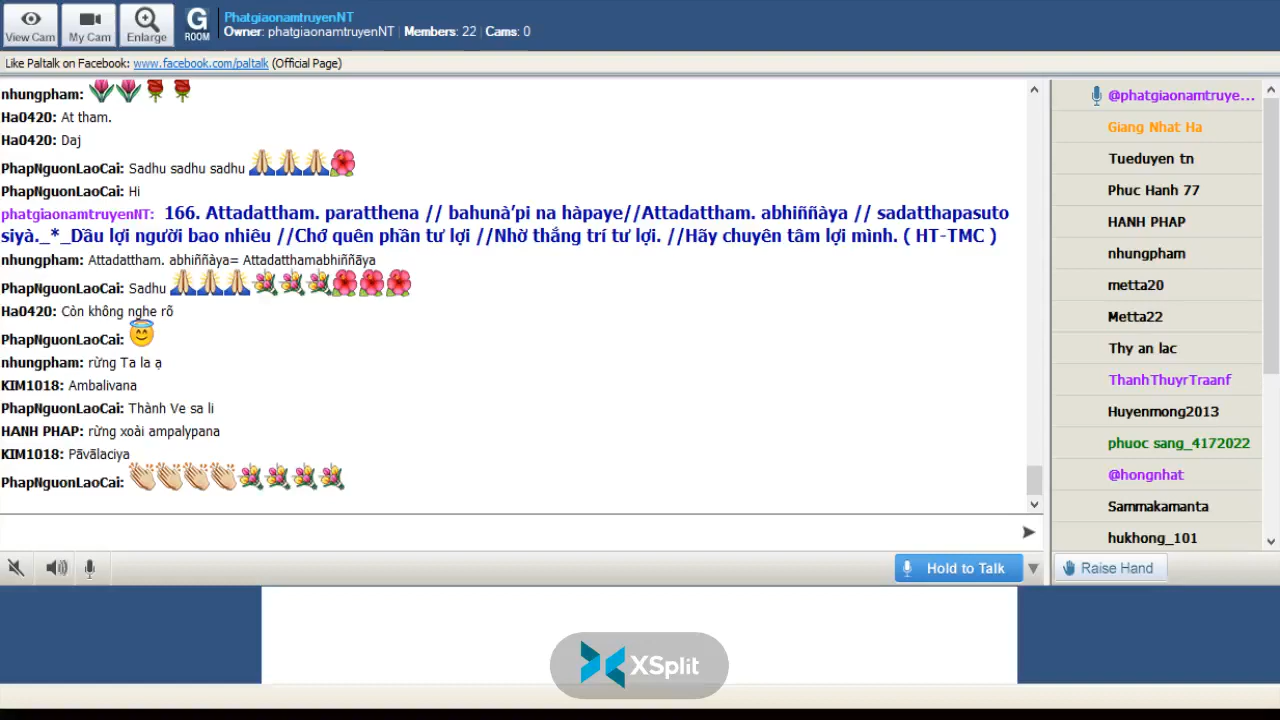 View Cam
My Cam
Enlarge
G
ROOM
PhatgiaonamtruyenNT
Owner: phatgiaonamtruyenNT | Members: 22 | Cams: 0
Like Paltalk on Facebook: www.facebook.com/paltalk (Official Page)
nhungpham:
Ha0420: At tham.
Ha0420: Daj
PhapNguonLaoCai: Sadhu sadhu sadhu
PhapNguonLaoCai: Hi
phatgiaonamtruyenNT: 166. Attadattham. paratthena // bahunà’pi na hàpaye//Attadattham. abhiññàya // sadatthapasuto
siyà._*_Dầu lợi người bao nhiêu //Chớ quên phần tư lợi //Nhờ thắng trí tư lợi. //Hãy chuyên tâm lợi mình. ( HT-TMC )
nhungpham: Attadattham. abhiññàya= Attadatthamabhiññāya
PhapNguonLaoCai: Sadhu
Ha0420: Còn không nghe rõ
PhapNguonLaoCai:
nhungpham: rừng Ta la ạ
KIM1018: Ambalivana
PhapNguonLaoCai: Thành Ve sa li
HANH PHAP: rừng xoài ampalypana
KIM1018: Pāvālaciya
PhapNguonLaoCai:
@phatgiaonamtruye...
Giang Nhat Ha
Tueduyen tn
Phuc Hanh 77
HANH PHAP
nhungpham
metta20
Metta22
Thy an lac
ThanhThuyrTraanf
Huyenmong2013
phuoc sang_4172022
@hongnhat
Sammakamanta
hukhong_101
Hold to Talk
Raise Hand
XSplit